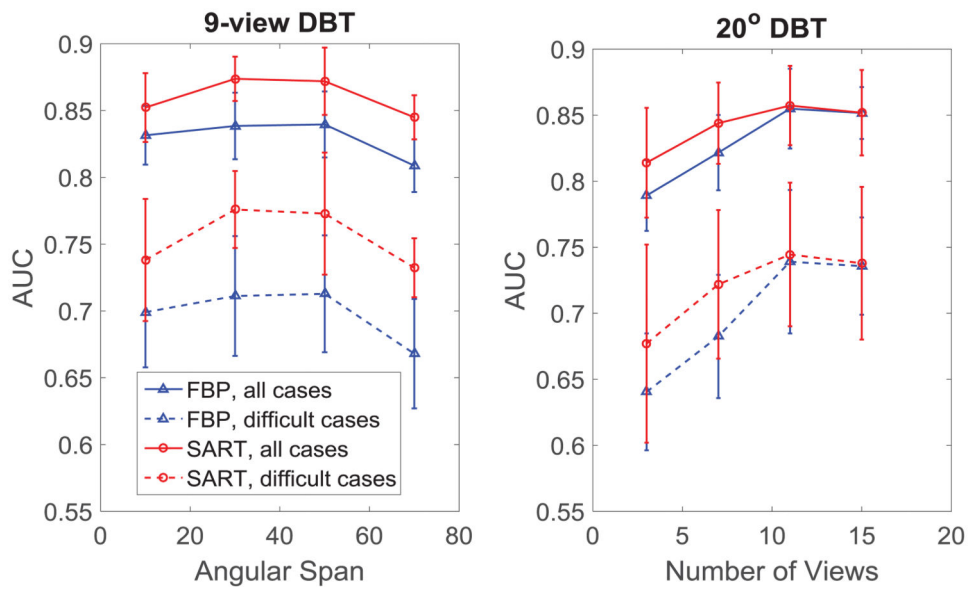 9-view DBT
0.9
0.85
0.8
0.75
0.7
0.65
0.6
0.55
AUC
FBP, all cases
FBP, difficult cases
SART, all cases
SART, difficult cases
0 20 40 60 80
Angular Span
20° DBT
0.9
0.85
0.8
0.75
0.7
0.65
0.6
0.55
AUC
0 5 10 15 20
Number of Views